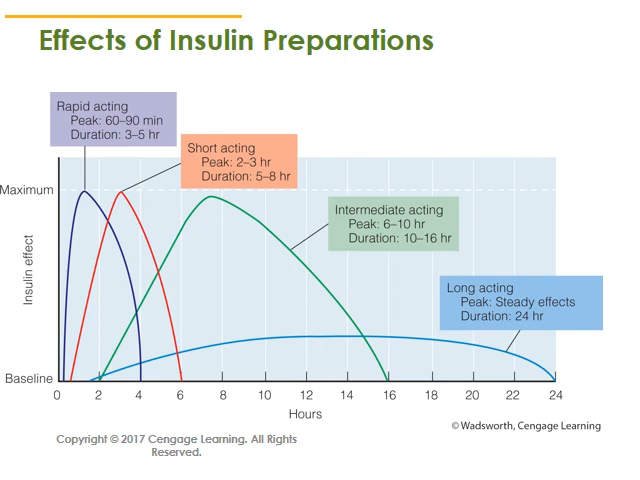 Effects of Insulin Preparations
Rapid acting
Peak: 60–90 min
Duration: 3–5 hr
Short acting
Peak: 2–3 hr
Duration: 5–8 hr
Maximum
Intermediate acting
Peak: 6–10 hr
Duration: 10–16 hr
Insulin effect
Long acting
Peak: Steady effects
Duration: 24 hr
Baseline
0 2 4 6 8 10 12 14 16 18 20 22 24
Hours
© Wadsworth, Cengage Learning
Copyright © 2017 Cengage Learning. All Rights
Reserved.